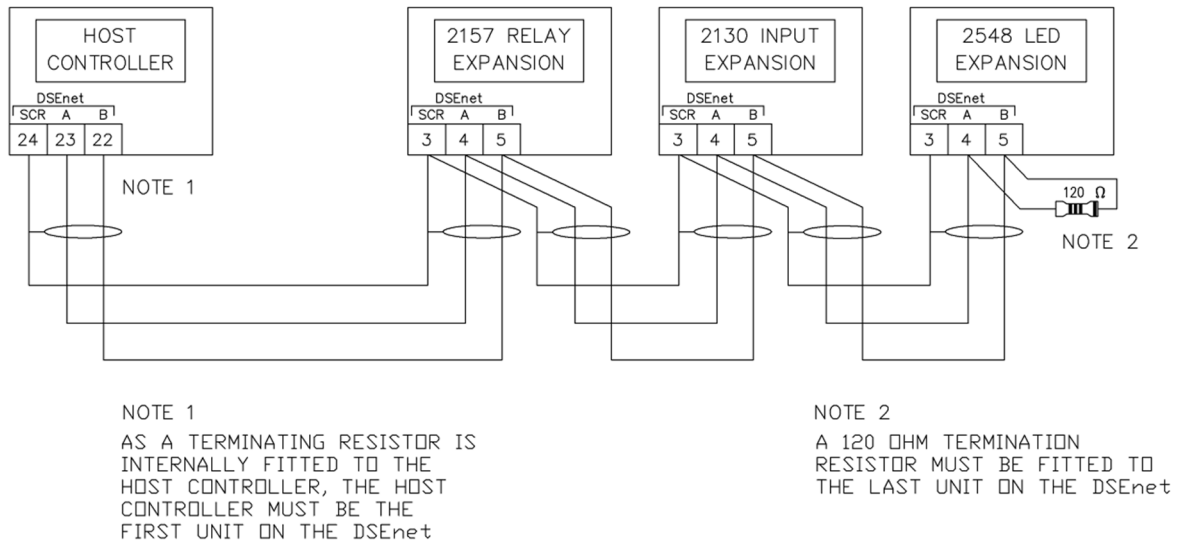 HOST
CONTROLLER
DSEnet
SCR A B
24 23 22
NOTE 1
2157 RELAY
EXPANSION
DSEnet
SCR A B
3 4 5
2130 INPUT
EXPANSION
DSEnet
SCR A B
3 4 5
2548 LED
EXPANSION
DSEnet
SCR A B
3 4 5
120 Ω
NOTE 2
NOTE 1
AS A TERMINATING RESISTOR IS
INTERNALLY FITTED TO THE
HOST CONTROLLER, THE HOST
CONTROLLER MUST BE THE
FIRST UNIT ON THE DSEnet
NOTE 2
A 120 OHM TERMINATION
RESISTOR MUST BE FITTED TO
THE LAST UNIT ON THE DSEnet